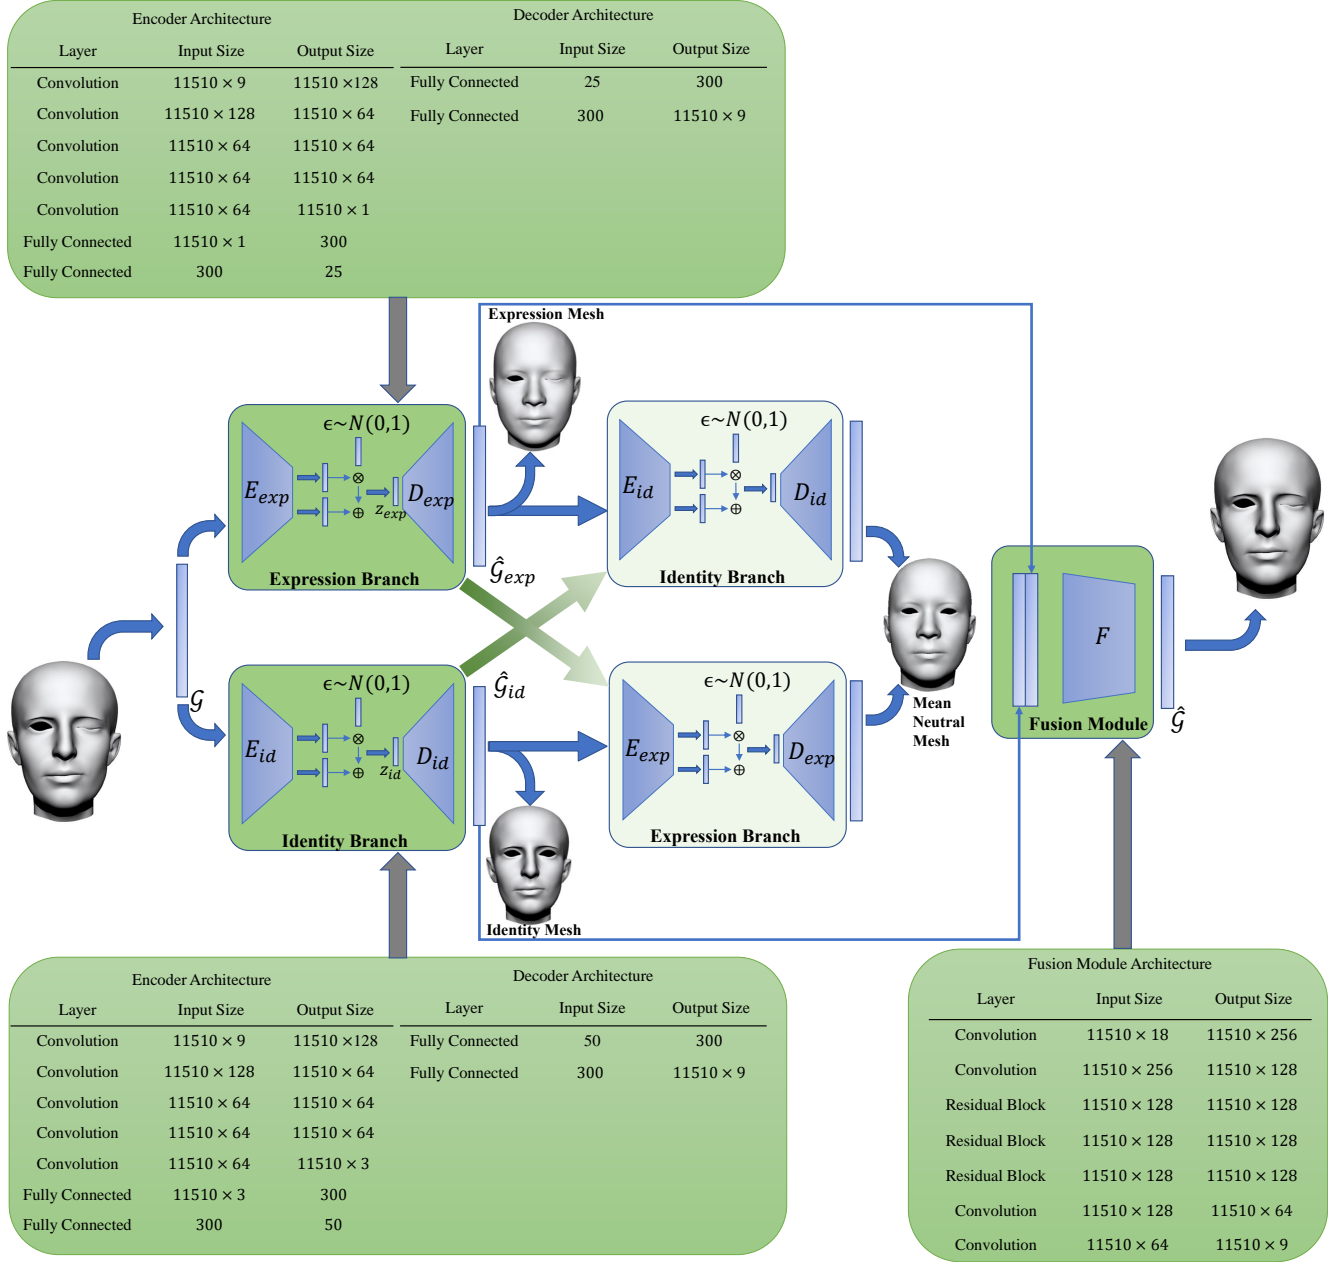 Encoder Architecture
Layer Input Size Output Size
Convolution 11510 × 9 11510 ×128
Convolution 11510 × 128 11510 × 64
Convolution 11510 × 64 11510 × 64
Convolution 11510 × 64 11510 × 64
Convolution 11510 × 64 11510 × 1
Fully Connected 11510 × 1 300
Fully Connected 300 25
Decoder Architecture
Layer Input Size Output Size
Fully Connected 25 300
Fully Connected 300 11510 × 9
Expression Mesh
ϵ~N(0,1)
E_exp
z_exp
D_exp
Expression Branch
Ĝ_exp
ϵ~N(0,1)
E_id
D_id
Identity Branch
G
ϵ~N(0,1)
E_id
z_id
D_id
Identity Branch
Ĝ_id
Identity Mesh
ϵ~N(0,1)
E_exp
D_exp
Expression Branch
Mean
Neutral
Mesh
F
Fusion Module
Ĝ
Encoder Architecture
Layer Input Size Output Size
Convolution 11510 × 9 11510 ×128
Convolution 11510 × 128 11510 × 64
Convolution 11510 × 64 11510 × 64
Convolution 11510 × 64 11510 × 64
Convolution 11510 × 64 11510 × 3
Fully Connected 11510 × 3 300
Fully Connected 300 50
Decoder Architecture
Layer Input Size Output Size
Fully Connected 50 300
Fully Connected 300 11510 × 9
Fusion Module Architecture
Layer Input Size Output Size
Convolution 11510 × 18 11510 × 256
Convolution 11510 × 256 11510 × 128
Residual Block 11510 × 128 11510 × 128
Residual Block 11510 × 128 11510 × 128
Residual Block 11510 × 128 11510 × 128
Convolution 11510 × 128 11510 × 64
Convolution 11510 × 64 11510 × 9